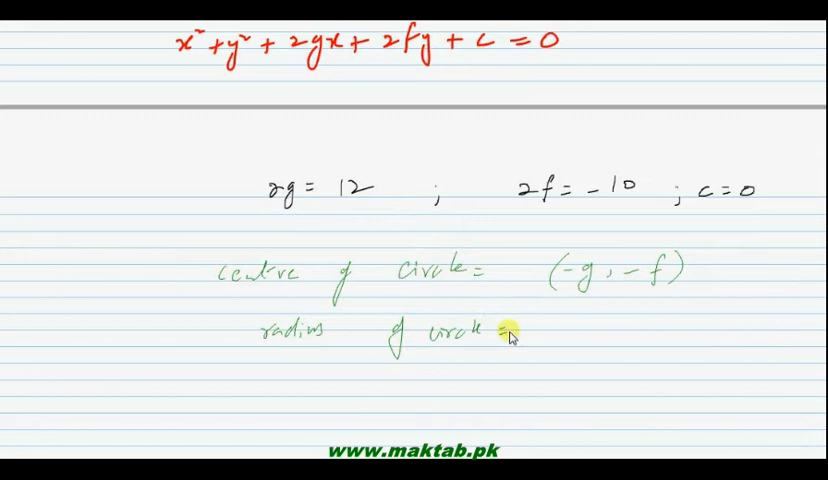 x² + y² + 2gx + 2fy + c = 0
2g = 12 ; 2f = -10 ; c = 0
centre of circle = (-g, -f)
radius of circle =
www.maktab.pk